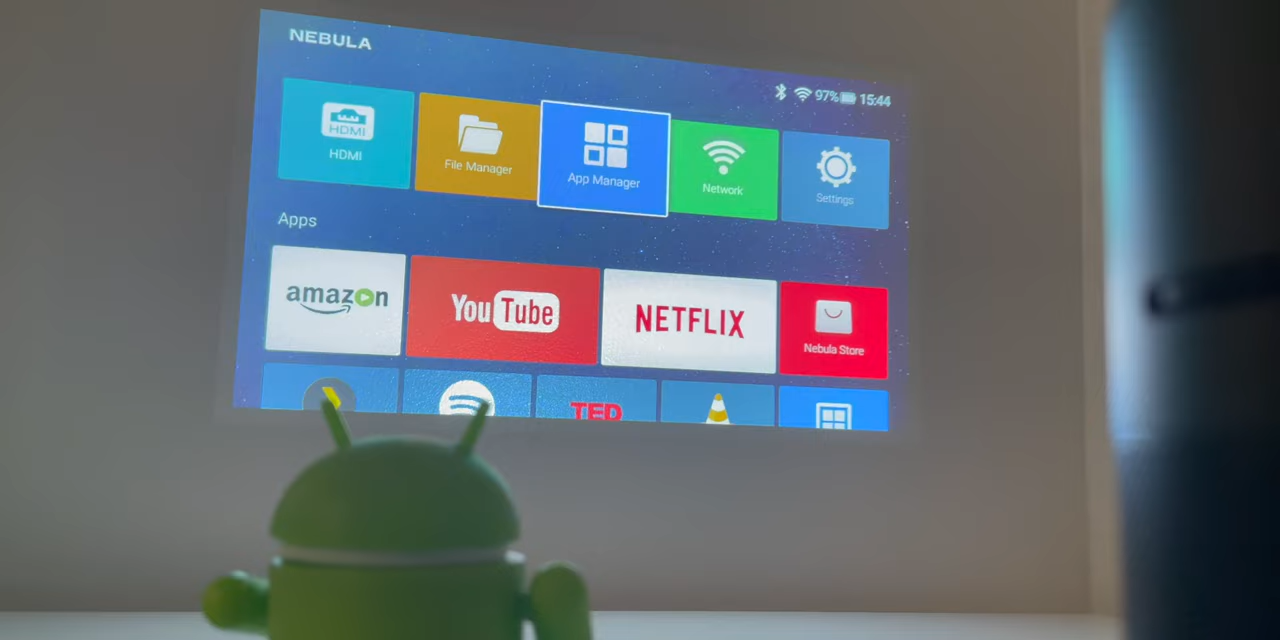 NEBULA
97% 15:44
HDMI
HDMI
File Manager
App Manager
Network
Settings
Apps
amazon
YouTube
NETFLIX
Nebula Store
TED